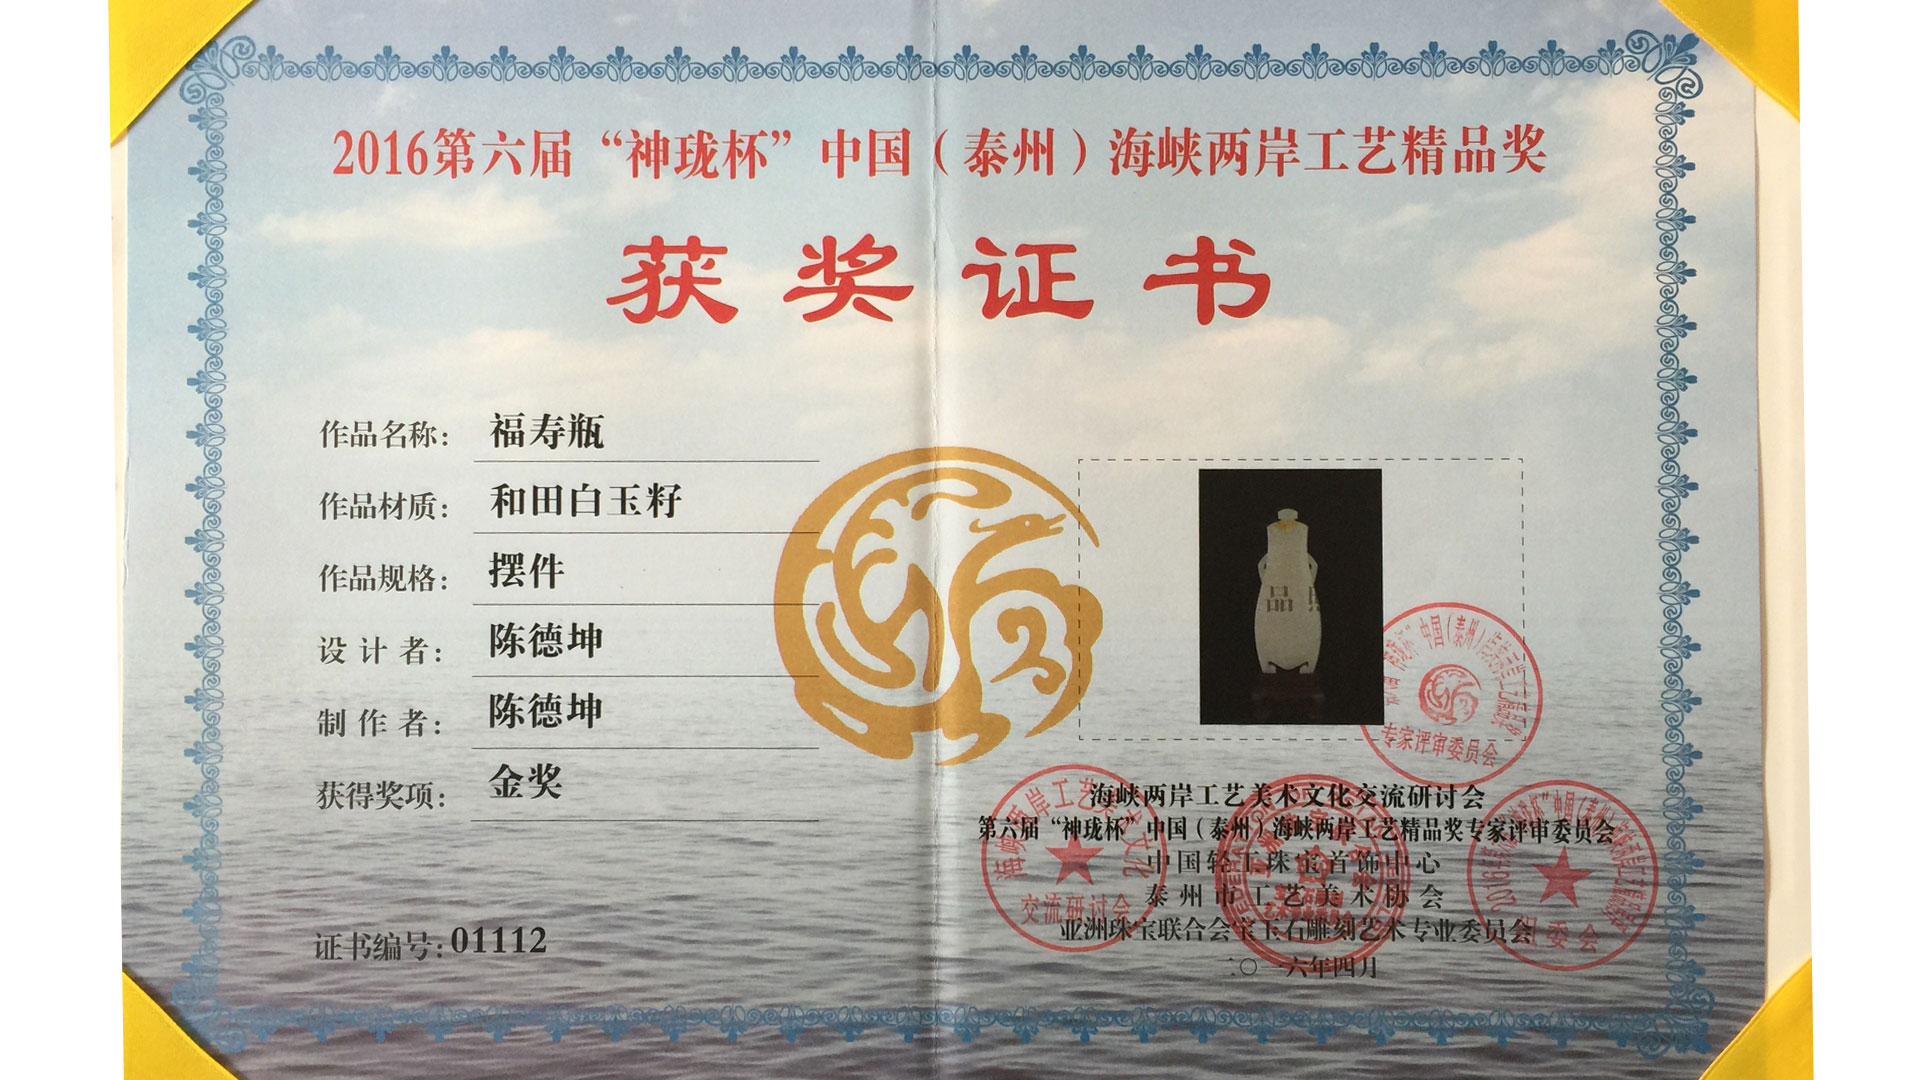 2016第六届“神珑杯”中国（泰州）海峡两岸工艺精品奖
获奖证书
作品名称：福寿瓶
作品材质：和田白玉籽
作品规格：摆件
设计者：陈德坤
制作者：陈德坤
获得奖项：金奖
证书编号：01112
品
专家评审委员会
海峡两岸工艺美术文化交流研讨会
第六届“神珑杯”中国（泰州）海峡两岸工艺精品奖专家评审委员会
中国轻工珠宝首饰中心
泰州市工艺美术协会
亚洲珠宝联合会宝玉石雕刻艺术专业委员会
二〇一六年四月
交流研讨会